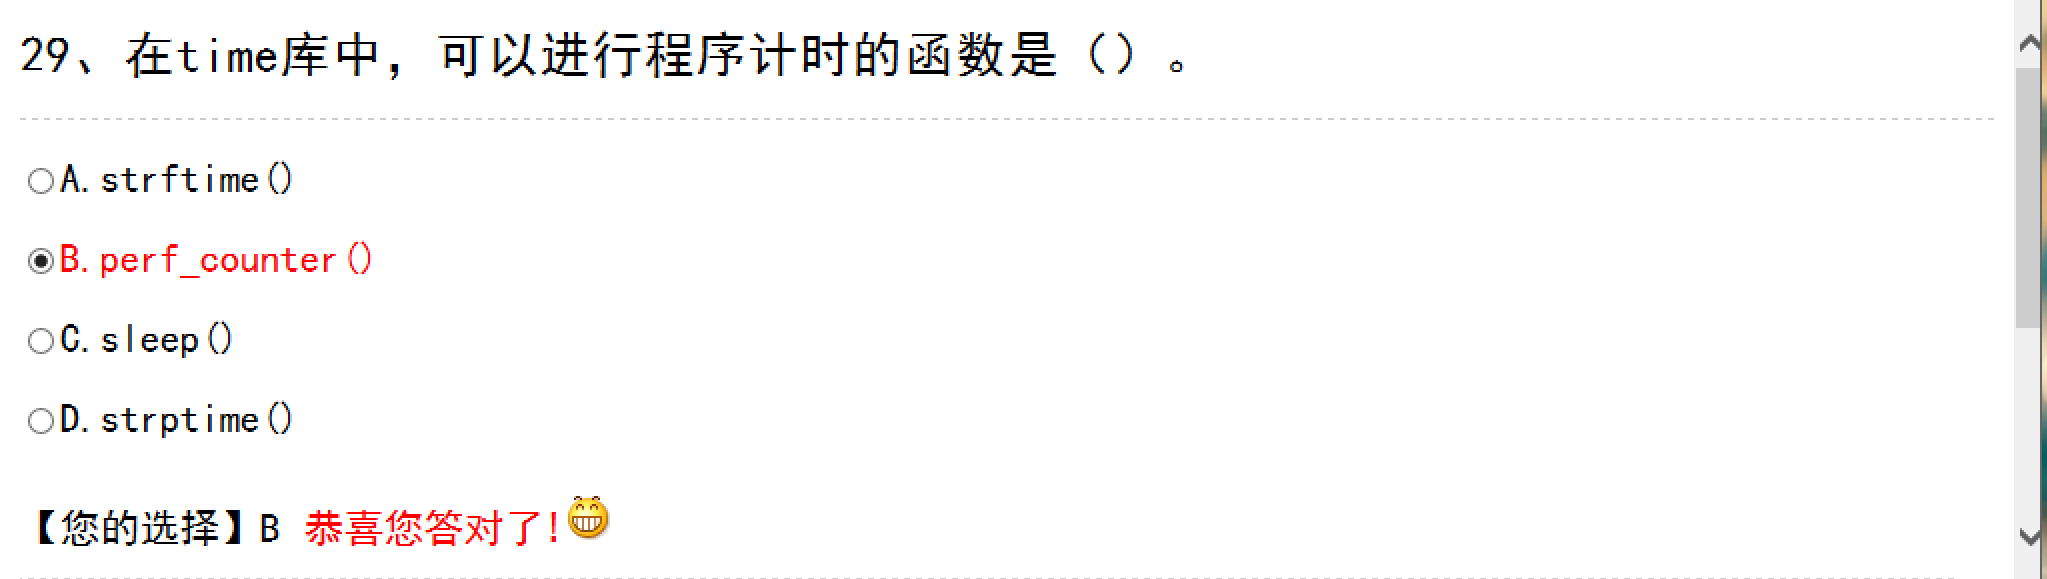 29、在time库中，可以进行程序计时的函数是（）。
A.strftime()
B.perf_counter()
C.sleep()
D.strptime()
【您的选择】B 恭喜您答对了!